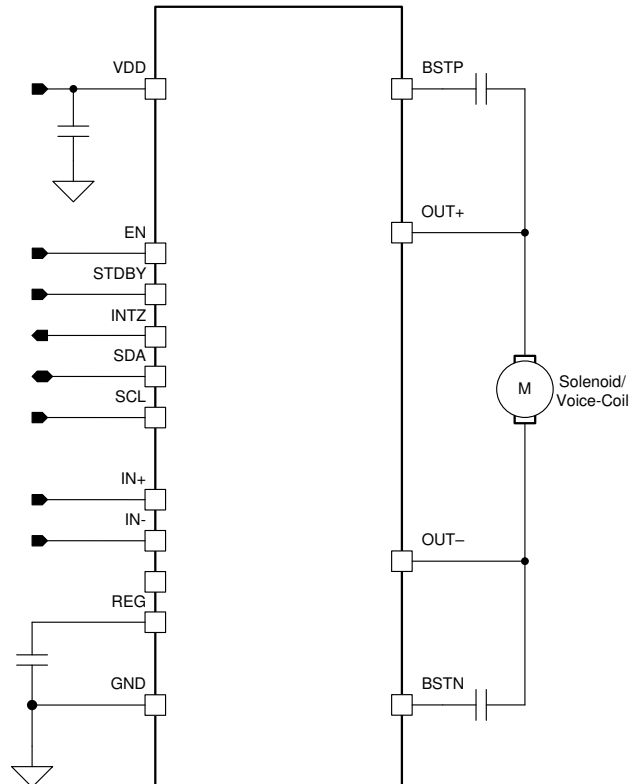 VDD
BSTP
OUT+
EN
STDBY
INTZ
SDA
SCL
M
Solenoid/
Voice-Coil
IN+
IN-
OUT–
REG
GND
BSTN